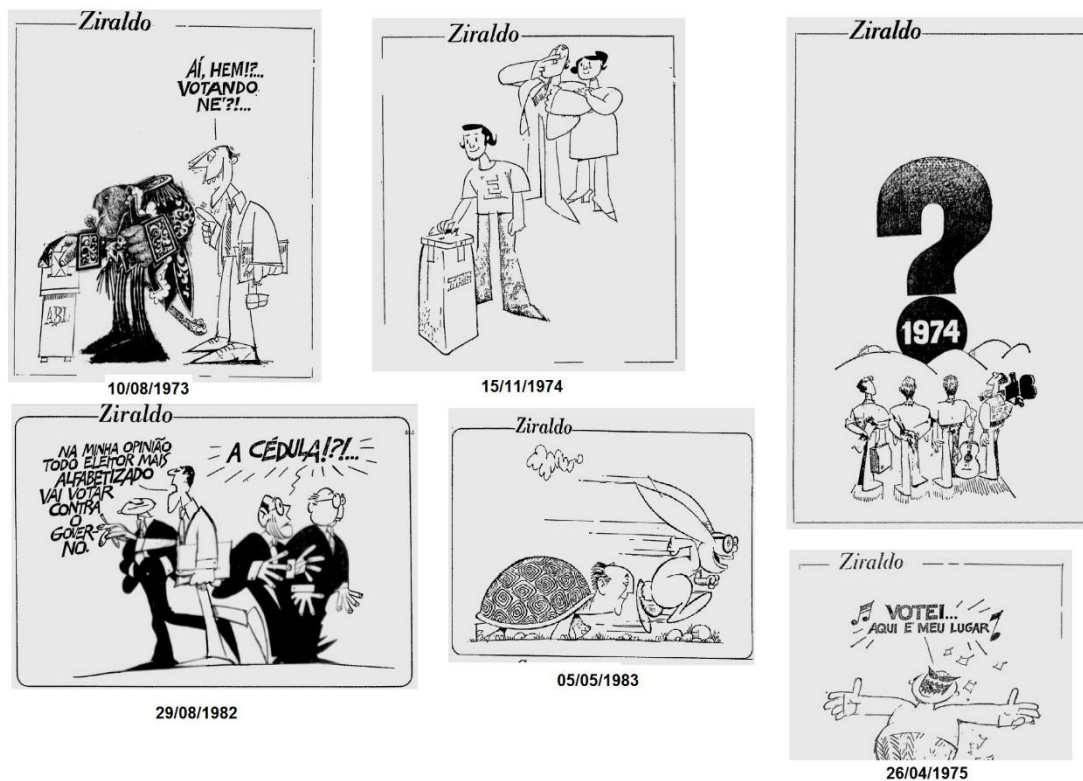 Ziraldo
AÍ, HEM!?...
VOTANDO
NE'?!...
ABL
10/08/1973
Ziraldo
E
15/11/1974
Ziraldo
?
1974
Ziraldo
NA MINHA OPINIÃO
TODO ELEITOR MAIS
ALFABETIZADO
VAI VOTAR
CONTRA
O
GOVER-
NO.
A CÉDULA!?!...
29/08/1982
Ziraldo
05/05/1983
Ziraldo
VOTEI...
AQUI E MEU LUGAR
26/04/1975